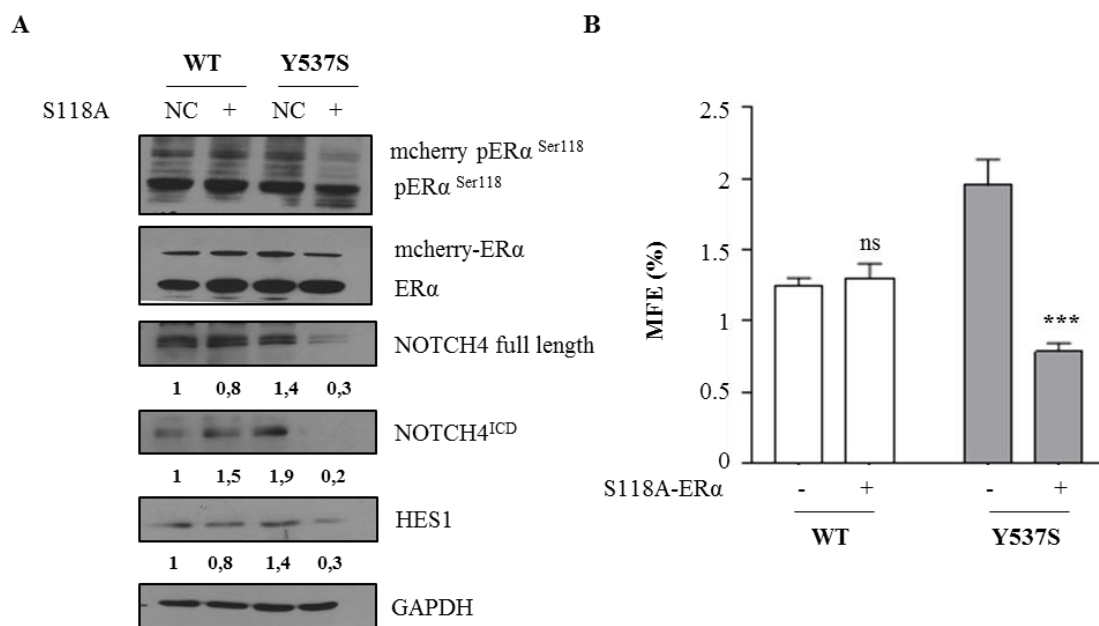 A
WT Y537S
S118A NC + NC +
mcherry pERα Ser118
pERα Ser118
mcherry-ERα
ERα
NOTCH4 full length
1 0,8 1,4 0,3
NOTCH4ICD
1 1,5 1,9 0,2
HES1
1 0,8 1,4 0,3
GAPDH
B
MFE (%)
2.5
2
1.5
1
0.5
0
ns
***
S118A-ERα - + - +
WT Y537S